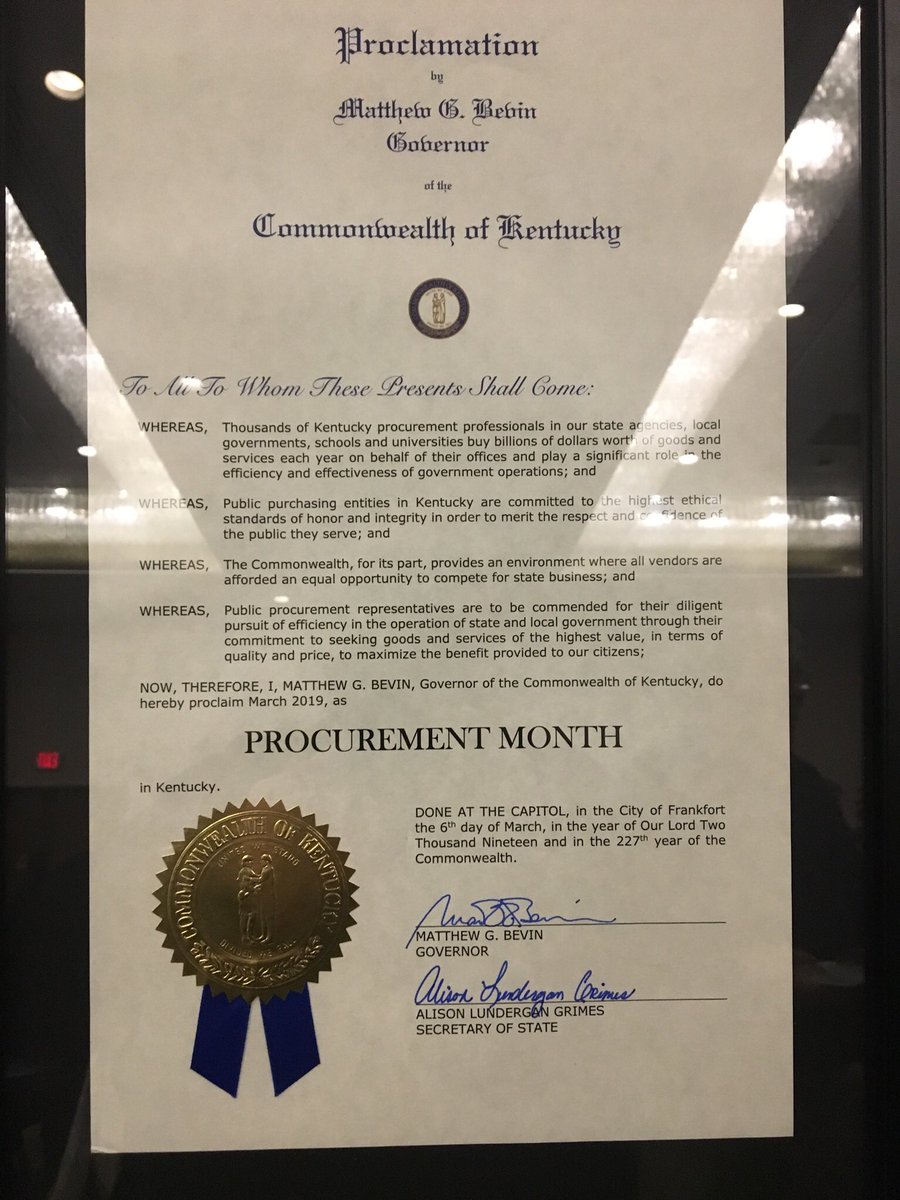 Proclamation
by
Matthew G. Bevin
Governor
of the
Commonwealth of Kentucky
To All To Whom These Presents Shall Come:
WHEREAS, Thousands of Kentucky procurement professionals in our state agencies, local
governments, schools and universities buy billions of dollars worth of goods and
services each year on behalf of their offices and play a significant role in the
efficiency and effectiveness of government operations; and
WHEREAS, Public purchasing entities in Kentucky are committed to the highest ethical
standards of honor and integrity in order to merit the respect and confidence of
the public they serve; and
WHEREAS, The Commonwealth, for its part, provides an environment where all vendors are
afforded an equal opportunity to compete for state business; and
WHEREAS, Public procurement representatives are to be commended for their diligent
pursuit of efficiency in the operation of state and local government through their
commitment to seeking goods and services of the highest value, in terms of
quality and price, to maximize the benefit provided to our citizens;
NOW, THEREFORE, I, MATTHEW G. BEVIN, Governor of the Commonwealth of Kentucky, do
hereby proclaim March 2019, as
PROCUREMENT MONTH
in Kentucky.
COMMONWEALTH OF KENTUCKY
UNITED WE STAND
DIVIDED WE FALL
DONE AT THE CAPITOL, in the City of Frankfort
the 6th day of March, in the year of Our Lord Two
Thousand Nineteen and in the 227th year of the
Commonwealth.
Matt G. Bevin
MATTHEW G. BEVIN
GOVERNOR
Alison Lundergan Grimes
ALISON LUNDERGAN GRIMES
SECRETARY OF STATE